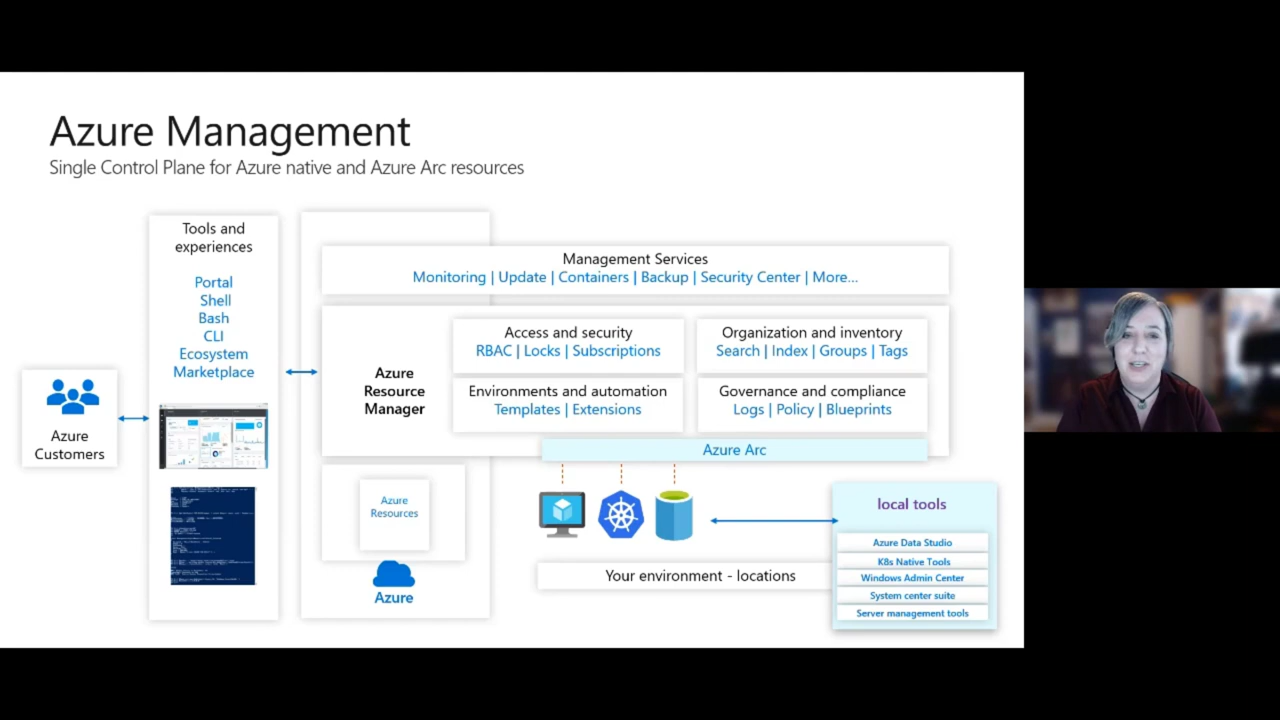 Azure Management
Single Control Plane for Azure native and Azure Arc resources
Tools and
experiences
Portal
Shell
Bash
CLI
Ecosystem
Marketplace
Azure
Customers
Management Services
Monitoring | Update | Containers | Backup | Security Center | More...
Azure
Resource
Manager
Access and security
RBAC | Locks | Subscriptions
Organization and inventory
Search | Index | Groups | Tags
Environments and automation
Templates | Extensions
Governance and compliance
Logs | Policy | Blueprints
Azure Arc
Azure
Resources
Azure
Your environment - locations
local tools
Azure Data Studio
K8s Native Tools
Windows Admin Center
System center suite
Server management tools